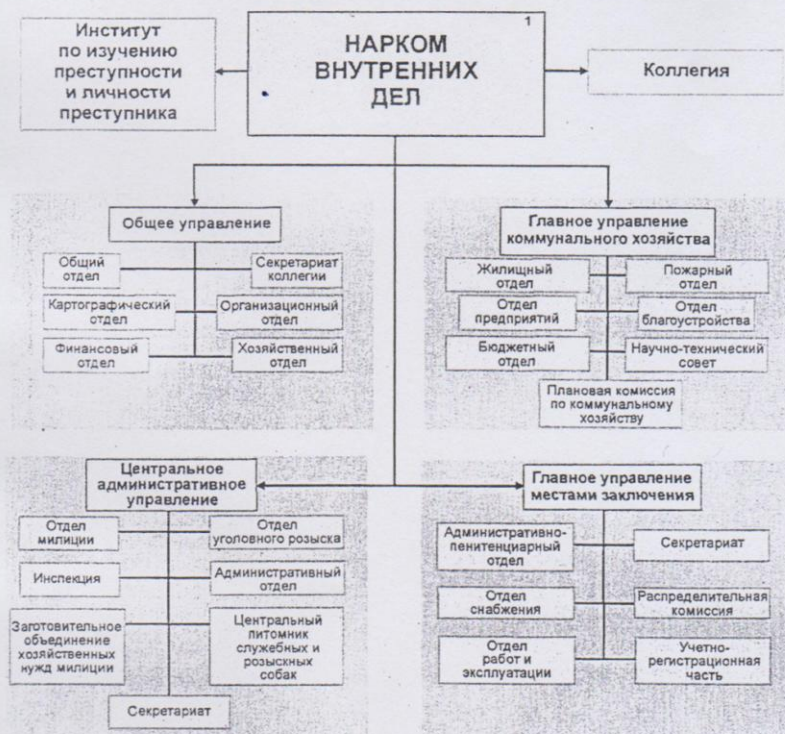 Институт
по изучению
преступности
и личности
преступника
1
НАРКОМ
ВНУТРЕННИХ
ДЕЛ
Коллегия
Общее управление
Общий
отдел
Секретариат
коллегии
Картографический
отдел
Организационный
отдел
Финансовый
отдел
Хозяйственный
отдел
Главное управление
коммунального хозяйства
Жилищный
отдел
Пожарный
отдел
Отдел
предприятий
Отдел
благоустройства
Бюджетный
отдел
Научно-технический
совет
Плановая комиссия
по коммунальному
хозяйству
Центральное
административное
управление
Отдел
милиции
Отдел
уголовного розыска
Инспекция
Административный
отдел
Заготовительное
объединение
хозяйственных
нужд милиции
Центральный
питомник
служебных и
розыскных
собак
Секретариат
Главное управление
местами заключения
Административно-
пенитенциарный
отдел
Секретариат
Отдел
снабжения
Распределительная
комиссия
Отдел
работ и
эксплуатации
Учетно-
регистрационная
часть